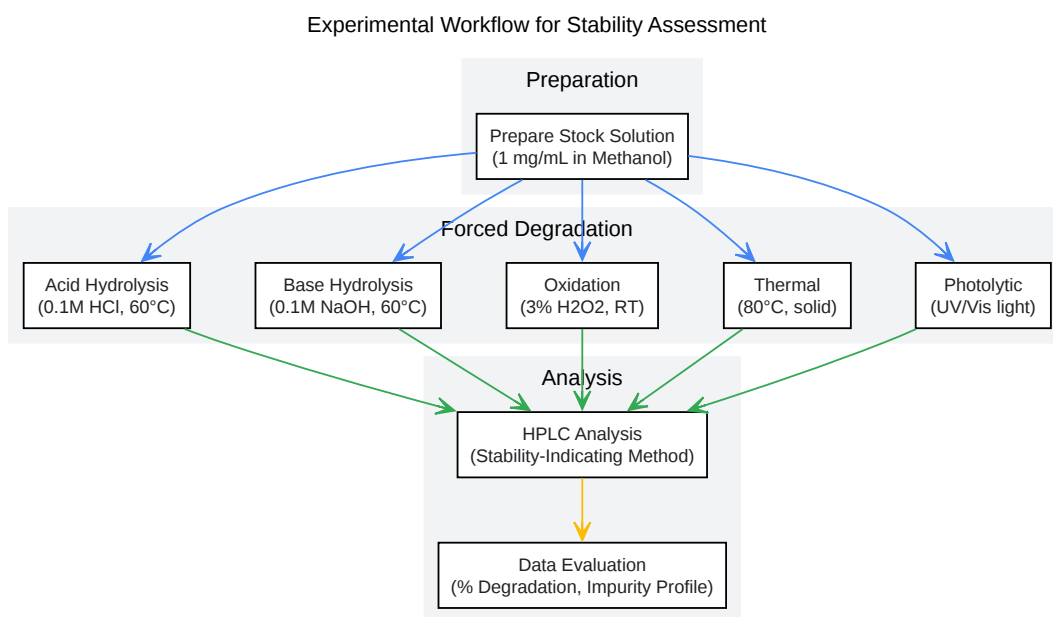 Experimental Workflow for Stability Assessment
Preparation
Prepare Stock Solution
(1 mg/mL in Methanol)
Forced Degradation
Acid Hydrolysis
(0.1M HCl, 60°C)
Base Hydrolysis
(0.1M NaOH, 60°C)
Oxidation
(3% H2O2, RT)
Thermal
(80°C, solid)
Photolytic
(UV/Vis light)
Analysis
HPLC Analysis
(Stability-Indicating Method)
Data Evaluation
(% Degradation, Impurity Profile)